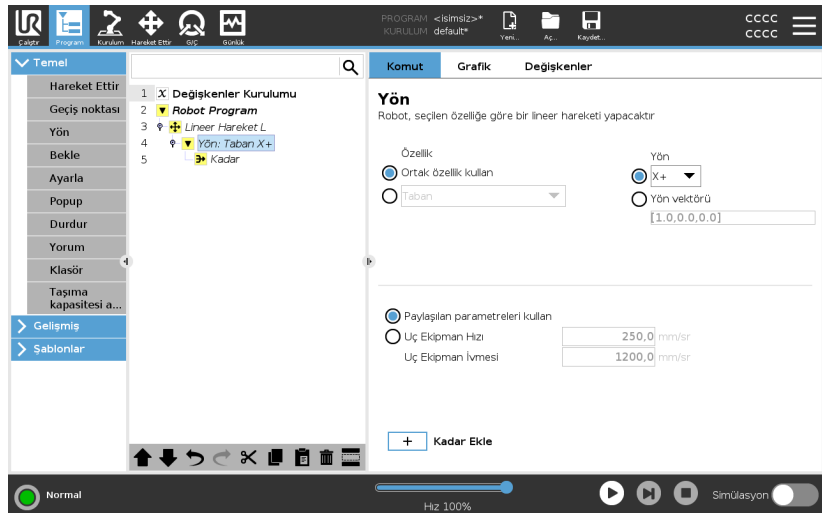 UR
Çalıştır
Program
Kurulum
Hareket Ettir
G/Ç
Günlük
PROGRAM <isimsiz>*
KURULUM default*
Yeni...
Aç...
Kaydet...
cccc
cccc
Temel
Hareket Ettir
Geçiş noktası
Yön
Bekle
Ayarla
Popup
Durdur
Yorum
Klasör
Taşıma
kapasitesi a...
Gelişmiş
Şablonlar
1 X Değişkenler Kurulumu
2 Robot Program
3 Lineer Hareket L
4 Yön: Taban X+
5 Kadar
Komut Grafik Değişkenler
Yön
Robot, seçilen özelliğe göre bir lineer hareketi yapacaktır
Özellik
Ortak özellik kullan
Taban
Yön
X+
Yön vektörü
[1.0,0.0,0.0]
Paylaşılan parametreleri kullan
Uç Ekipman Hızı 250,0 mm/sr
Uç Ekipman İvmesi 1200,0 mm/sr
+ Kadar Ekle
Normal
Hız 100%
Simülasyon